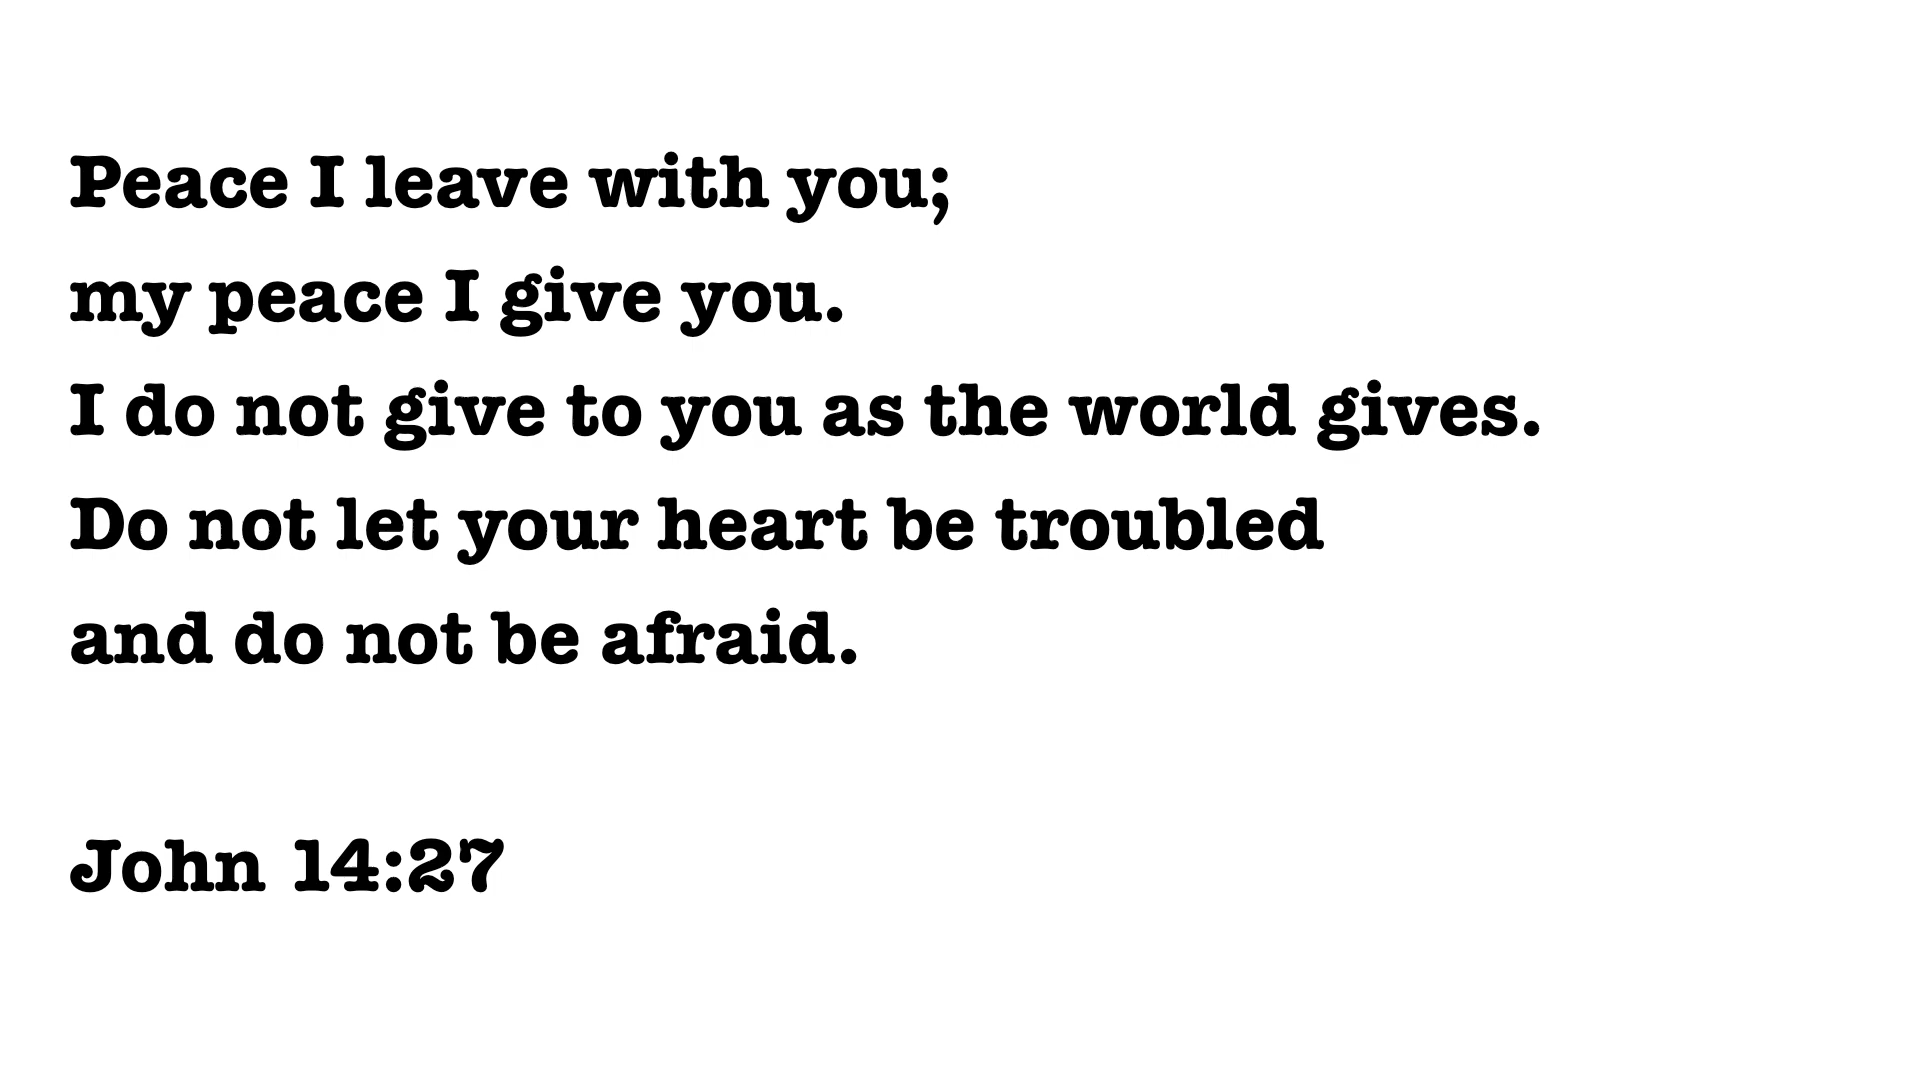 Peace I leave with you;
my peace I give you.
I do not give to you as the world gives.
Do not let your heart be troubled
and do not be afraid.
John 14:27